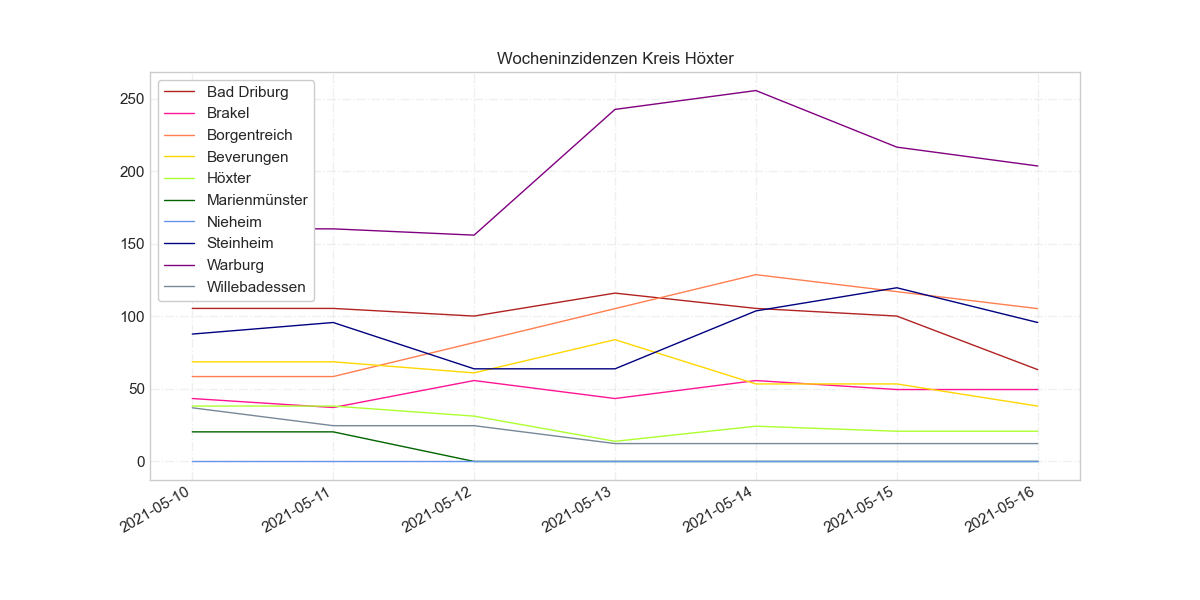 Wocheninzidenzen Kreis Höxter
250
200
150
100
50
0
Bad Driburg
Brakel
Borgentreich
Beverungen
Höxter
Marienmünster
Nieheim
Steinheim
Warburg
Willebadessen
2021-05-10
2021-05-11
2021-05-12
2021-05-13
2021-05-14
2021-05-15
2021-05-16